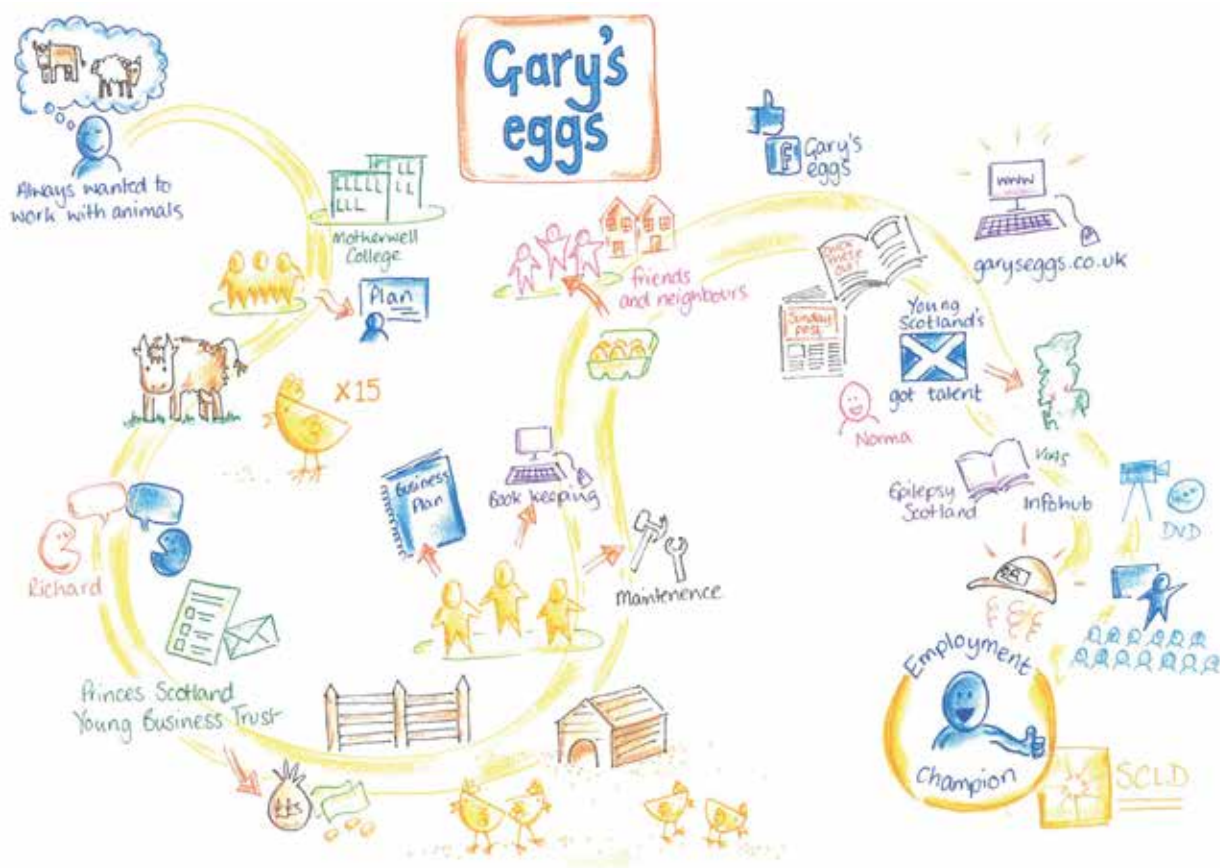 Gary's
eggs
Always wanted to
work with animals
Motherwell
College
Plan
X15
Richard
Princes Scotland
Young Business Trust
Business
Plan
Book keeping
Maintenence
friends
and neighbours
Gary's
eggs
www
garyseggs.co.uk
Sunday
post
Young
Scotland's
got talent
Norma
Epilepsy
Scotland
Infohub
DVD
Employment
Champion
SCLD